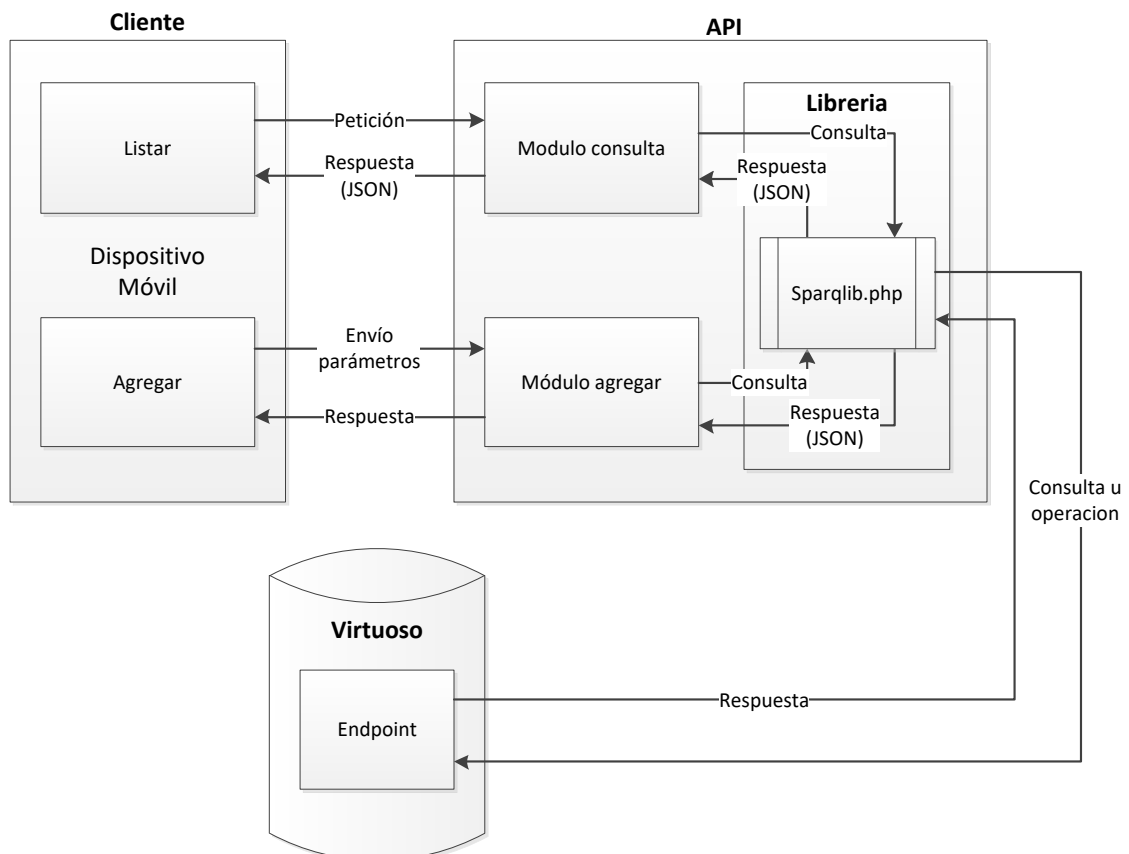 Cliente
API
Libreria
Listar
Petición
Respuesta
(JSON)
Modulo consulta
Consulta
Respuesta
(JSON)
Dispositivo
Móvil
Sparqlib.php
Agregar
Envío
parámetros
Respuesta
Módulo agregar
Consulta
Respuesta
(JSON)
Consulta u
operacion
Virtuoso
Endpoint
Respuesta